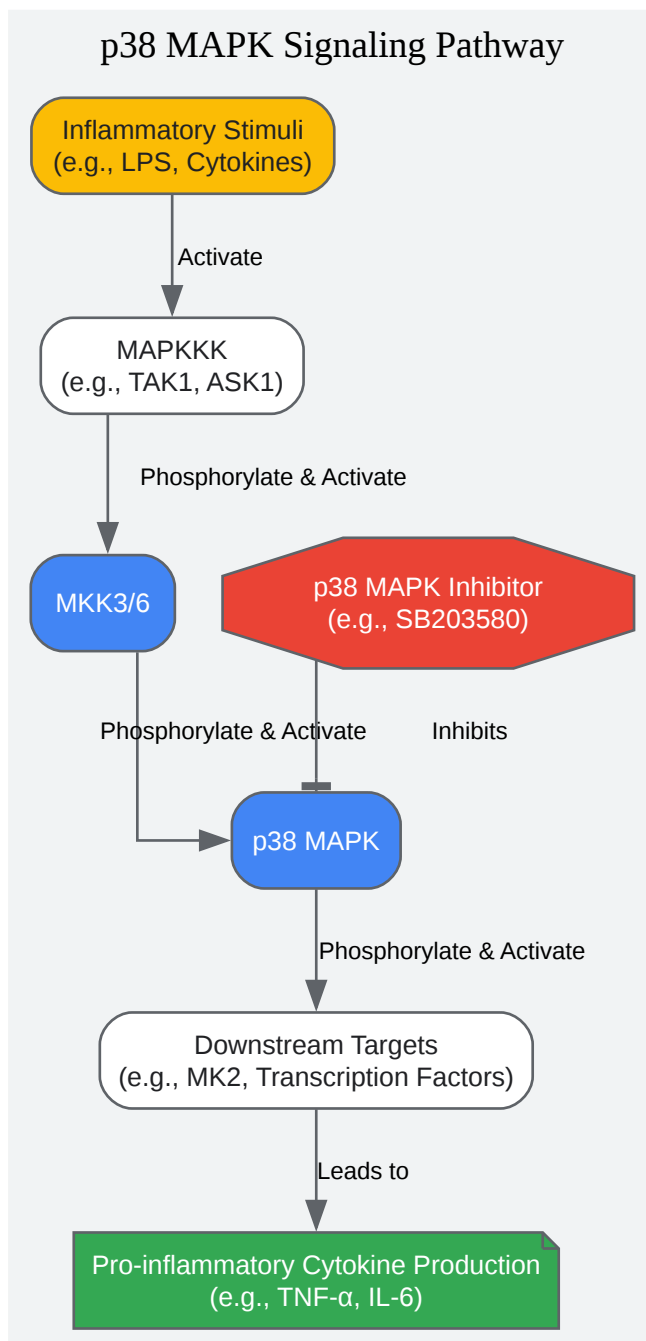 p38 MAPK Signaling Pathway
Inflammatory Stimuli
(e.g., LPS, Cytokines)
Activate
MAPKKK
(e.g., TAK1, ASK1)
Phosphorylate & Activate
MKK3/6
p38 MAPK Inhibitor
(e.g., SB203580)
Phosphorylate & Activate
Inhibits
p38 MAPK
Phosphorylate & Activate
Downstream Targets
(e.g., MK2, Transcription Factors)
Leads to
Pro-inflammatory Cytokine Production
(e.g., TNF-α, IL-6)